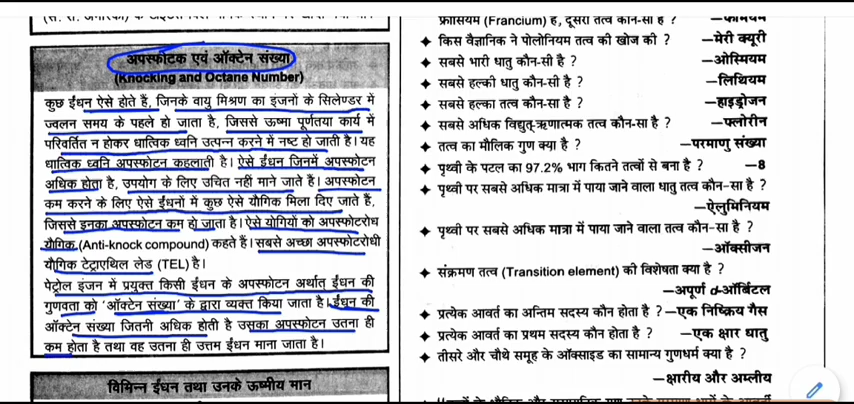 अपस्फोटक एवं ऑक्टेन संख्या
(Knocking and Octane Number)
कुछ ईंधन ऐसे होते हैं, जिनके वायु मिश्रण का इंजनों के सिलेण्डर में
ज्वलन समय के पहले हो जाता है, जिससे ऊष्मा पूर्णतया कार्य में
परिवर्तित न होकर धात्विक ध्वनि उत्पन्न करने में नष्ट हो जाती है। यह
धात्विक ध्वनि अपस्फोटन कहलाती है। ऐसे ईंधन जिनमें अपस्फोटन
अधिक होता है, उपयोग के लिए उचित नहीं माने जाते हैं। अपस्फोटन
कम करने के लिए ऐसे ईंधनों में कुछ ऐसे यौगिक मिला दिए जाते हैं,
जिससे इनका अपस्फोटन कम हो जाता है। ऐसे योगियों को अपस्फोटरोध
यौगिक (Anti-knock compound) कहते हैं। सबसे अच्छा अपस्फोटरोधी
यौगिक टेट्राएथिल लेड (TEL) है।
पेट्रोल इंजन में प्रयुक्त किसी ईंधन के अपस्फोटन अर्थात् ईंधन की
गुणवता को 'ऑक्टेन संख्या' के द्वारा व्यक्त किया जाता है। ईंधन की
ऑक्टेन संख्या जितनी अधिक होती है उसका अपस्फोटन उतना ही
कम होता है तथा वह उतना ही उत्तम ईंधन माना जाता है।
विभिन्न ईंधन तथा उनके ऊष्मीय मान
फ्रांसियम (Francium) है, दूसरा तत्व कौन-सा है ?
✦ किस वैज्ञानिक ने पोलोनियम तत्व की खोज की ? —मेरी क्यूरी
✦ सबसे भारी धातु कौन-सी है ? —ओस्मियम
✦ सबसे हल्की धातु कौन-सी है ? —लिथियम
✦ सबसे हल्का तत्व कौन-सा है ? —हाइड्रोजन
✦ सबसे अधिक विद्युत्-ऋणात्मक तत्व कौन-सा है ? —फ्लोरीन
✦ तत्व का मौलिक गुण क्या है ? —परमाणु संख्या
✦ पृथ्वी के पटल का 97.2% भाग कितने तत्वों से बना है ? —8
✦ पृथ्वी पर सबसे अधिक मात्रा में पाया जाने वाला धातु तत्व कौन-सा है ?
—ऐलुमिनियम
✦ पृथ्वी पर सबसे अधिक मात्रा में पाया जाने वाला तत्व कौन-सा है ?
—ऑक्सीजन
✦ संक्रमण तत्व (Transition element) की विशेषता क्या है ?
—अपूर्ण d-ऑर्बिटल
✦ प्रत्येक आवर्त का अन्तिम सदस्य कौन होता है ? —एक निष्क्रिय गैस
✦ प्रत्येक आवर्त का प्रथम सदस्य कौन होता है ? —एक क्षार धातु
✦ तीसरे और चौथे समूह के ऑक्साइड का सामान्य गुणधर्म क्या है ?
—क्षारीय और अम्लीय